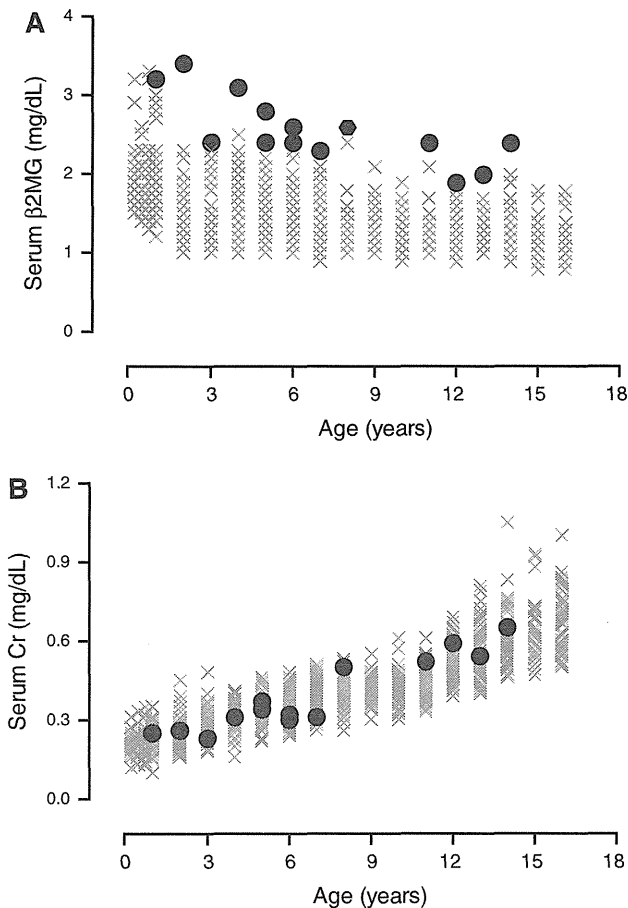 A
Serum β2MG (mg/dL)
4
3
2
1
0
0 3 6 9 12 15 18
Age (years)
B
Serum Cr (mg/dL)
1.2
0.9
0.6
0.3
0.0
0 3 6 9 12 15 18
Age (years)